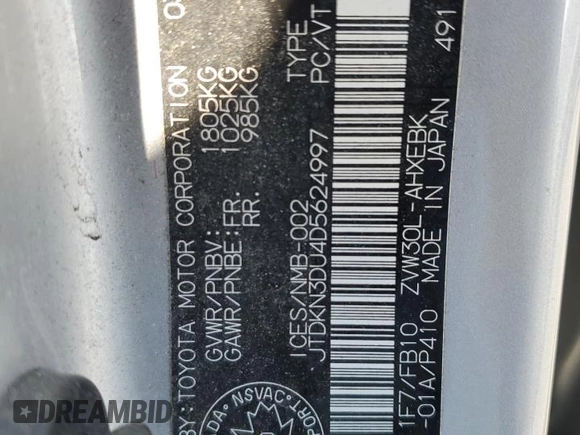 BY TOYOTA MOTOR CORPORATION
GVWR/PNBV: 1805KG
GAWR/PNBE: FR: 1025KG
RR: 985KG
ICES/NMB-002
JTDKN3DU4D5624997
TYPE
PC/VT
1F7/FB10 ZVW30L-AHXEBK
-01A/P410 MADE IN JAPAN 491
NSVAC
DREAMBID